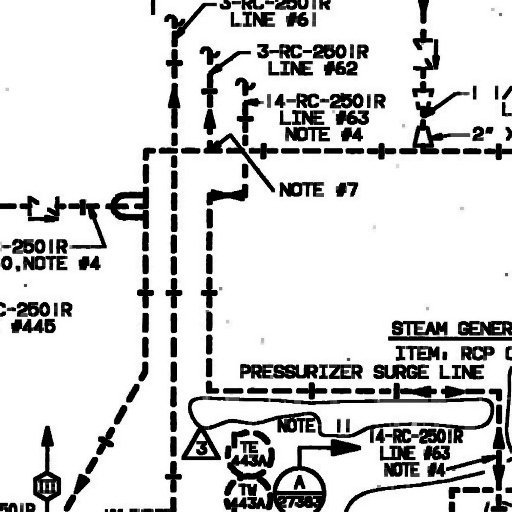 3-RC-2501R
LINE #61
3-RC-2501R
LINE #62
14-RC-2501R
LINE #63
NOTE #4
1 1/
L
2" X
NOTE #7
-2501R
0,NOTE #4
C-2501R
#445
STEAM GENER
ITEM: RCP
PRESSURIZER SURGE LINE
NOTE 11
3
TE
443A
14-RC-2501R
LINE #63
NOTE #4
III
TW
443A
A
27383
501R